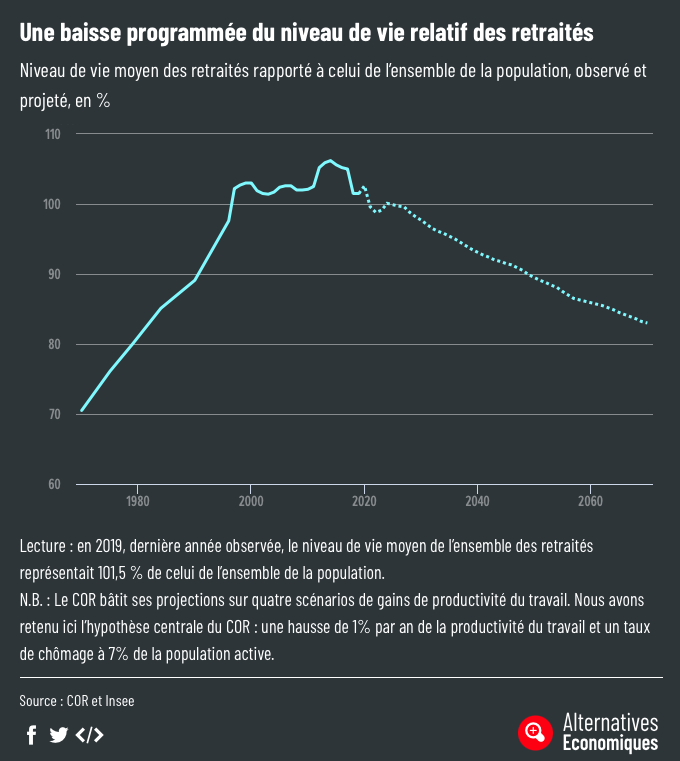 Une baisse programmée du niveau de vie relatif des retraités
Niveau de vie moyen des retraités rapporté à celui de l'ensemble de la population, observé et
projeté, en %
110
100
90
80
70
60
1980
2000
2020
2040
2060
Lecture : en 2019, dernière année observée, le niveau de vie moyen de l'ensemble des retraités
représentait 101,5 % de celui de l'ensemble de la population.
N.B. : Le COR bâtit ses projections sur quatre scénarios de gains de productivité du travail. Nous avons
retenu ici l'hypothèse centrale du COR : une hausse de 1% par an de la productivité du travail et un taux
de chômage à 7% de la population active.
Source : COR et Insee
Alternatives
Economiques